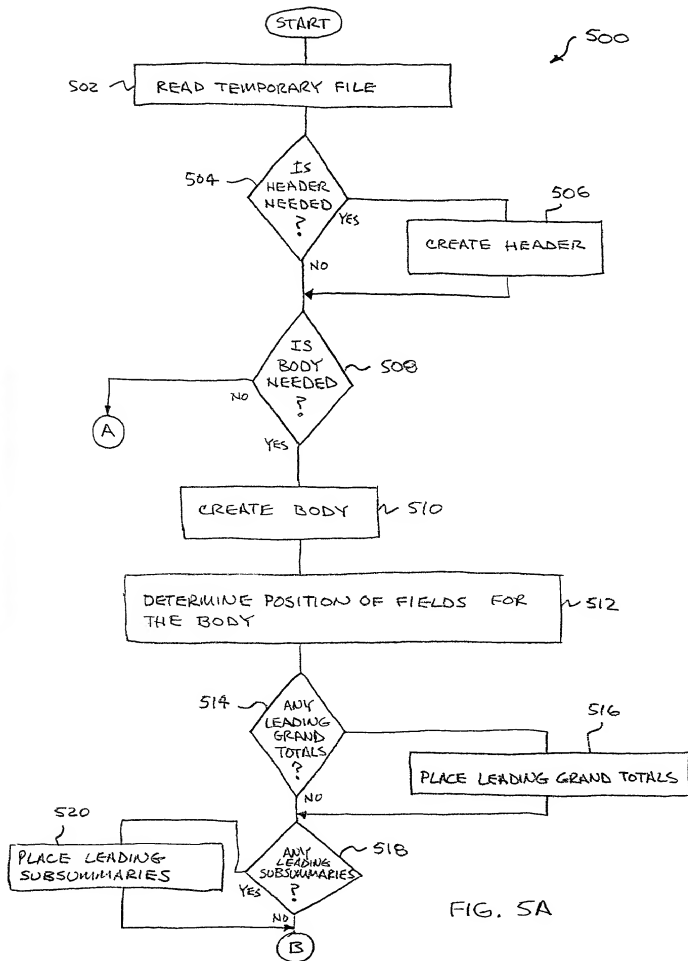 START
500
502
READ TEMPORARY FILE
504
IS
HEADER
NEEDED
?
YES
NO
506
CREATE HEADER
IS
BODY
NEEDED
?
508
NO
YES
A
CREATE BODY
510
DETERMINE POSITION OF FIELDS FOR
THE BODY
512
514
ANY
LEADING
GRAND
TOTALS
?
NO
516
PLACE LEADING GRAND TOTALS
520
PLACE LEADING
SUBSUMMARIES
ANY
LEADING
SUBSUMMARIES
?
518
YES
NO
B
FIG. 5A